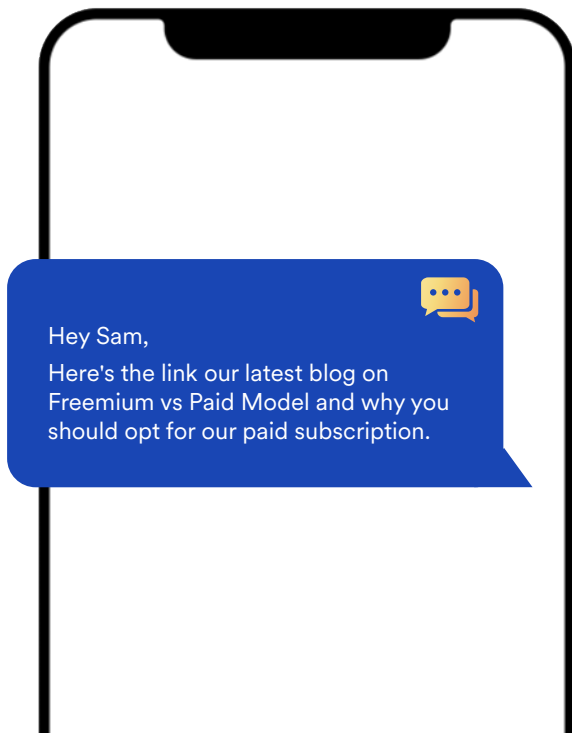 Hey Sam,
Here's the link our latest blog on
Freemium vs Paid Model and why you
should opt for our paid subscription.